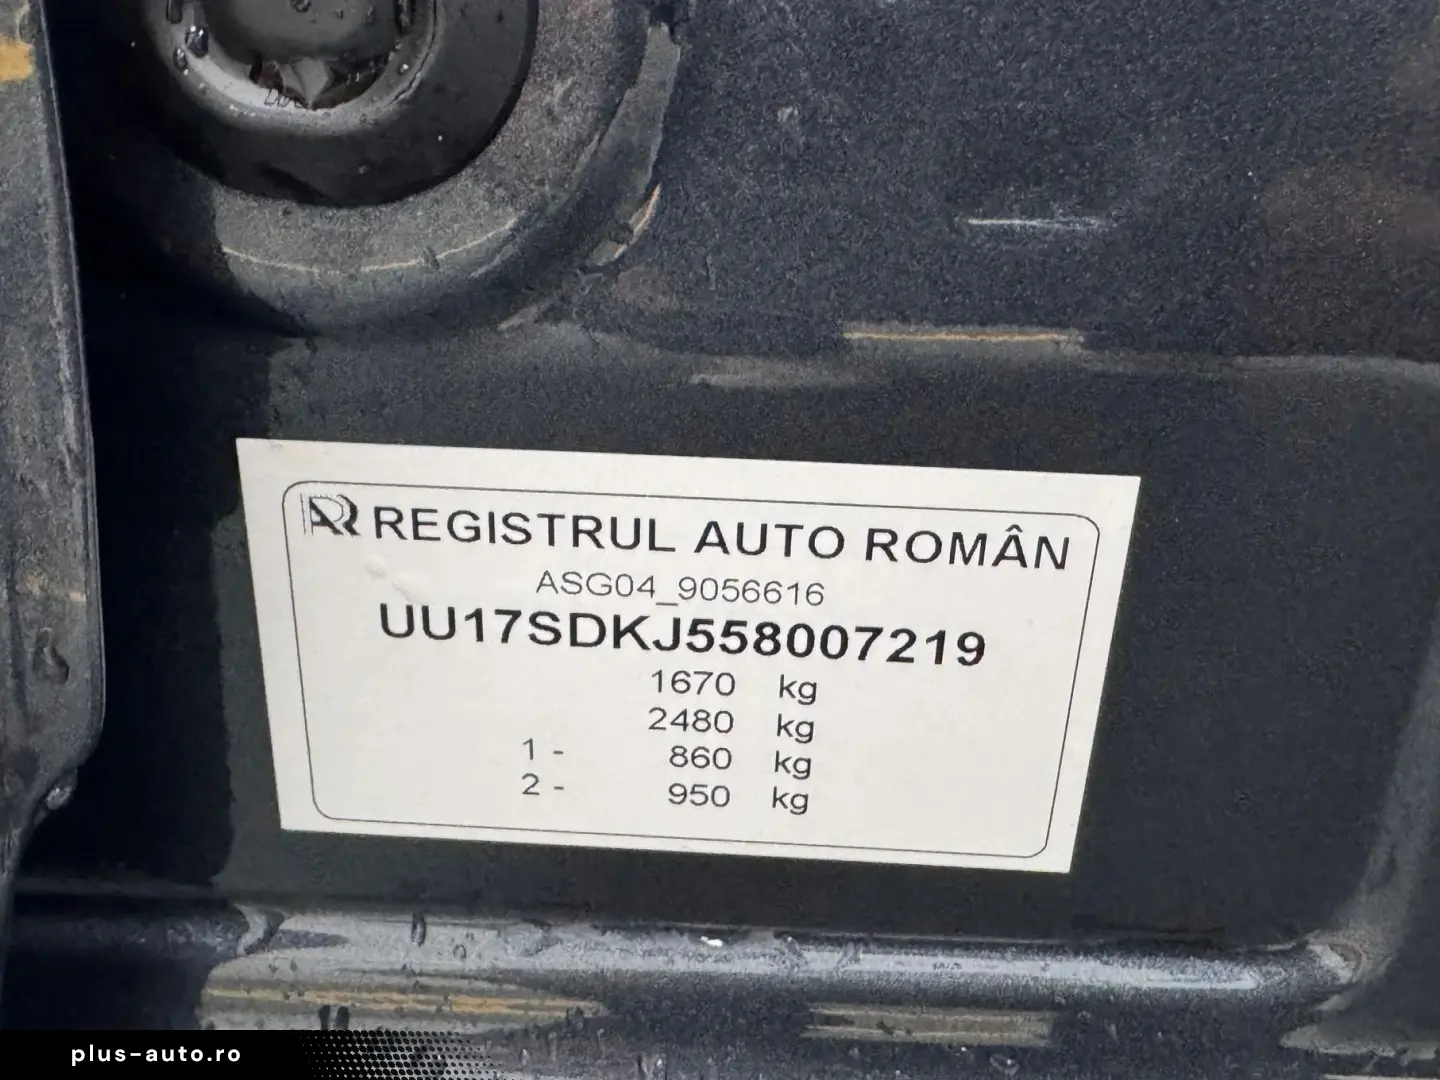 REGISTRUL AUTO ROMÂN
ASG04_9056616
UU17SDKJ558007219
1670 kg
2480 kg
1 - 860 kg
2 - 950 kg
plus-auto.ro